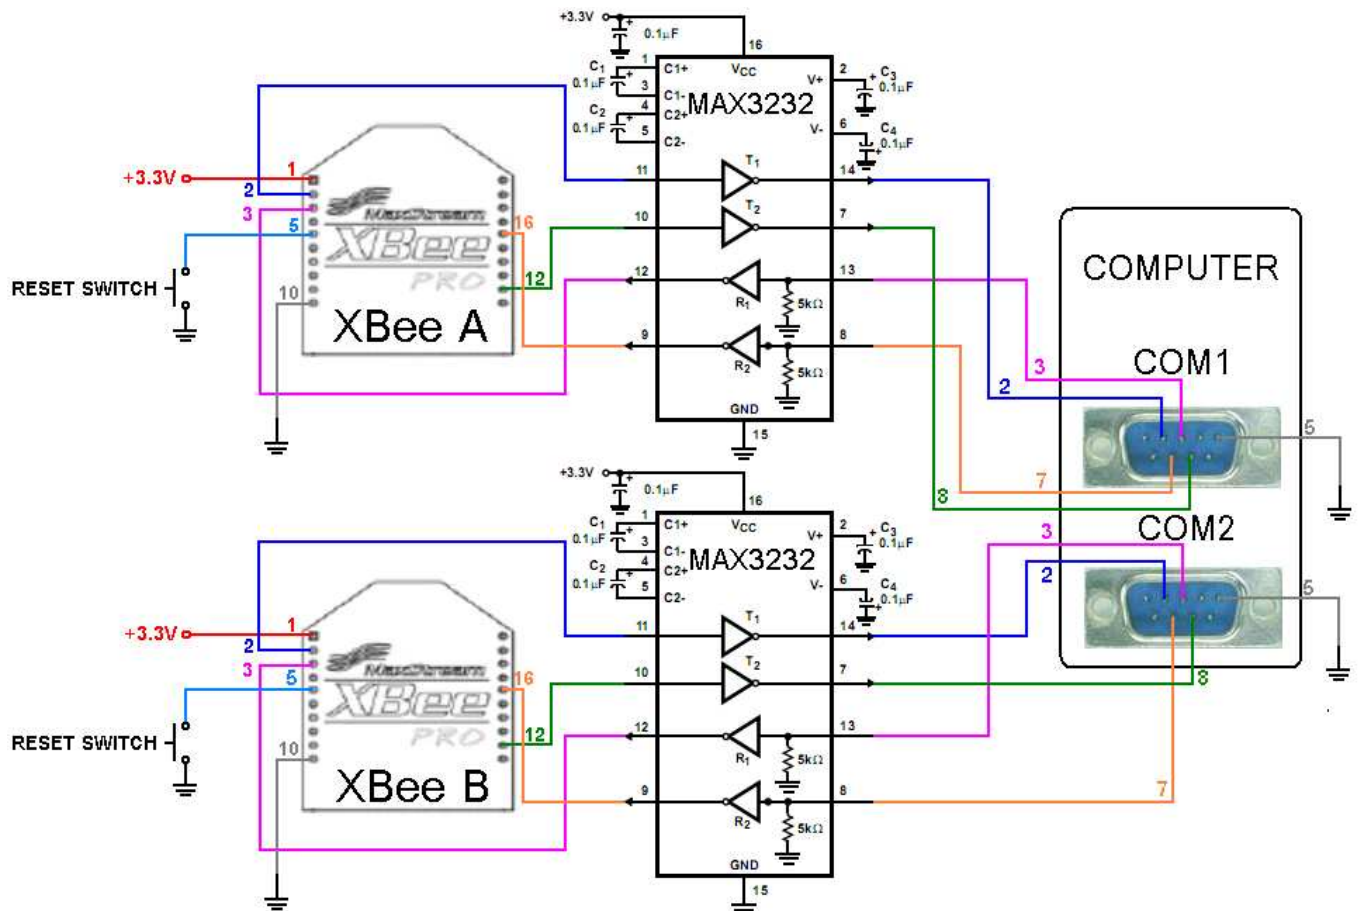 +3.3V
0.1µF
16
1
C1+
VCC
C1
0.1µF
3
C1-
MAX3232
V+
2
C3
0.1µF
C2
0.1µF
4
C2+
5
C2-
V-
6
C4
0.1µF
T1
11
14
+3.3V
1
2
3
MaxStream
XBee
PRO
16
5
10
T2
7
12
12
R1
13
5kΩ
RESET SWITCH
10
XBee A
9
R2
8
5kΩ
GND
15
COMPUTER
COM1
3
2
5
7
8
+3.3V
0.1µF
16
1
C1+
VCC
C1
0.1µF
3
C1-
MAX3232
V+
2
C3
0.1µF
C2
0.1µF
4
C2+
5
C2-
V-
6
C4
0.1µF
COM2
3
2
5
T1
11
14
+3.3V
1
2
3
MaxStream
XBee
PRO
16
5
10
T2
7
8
12
12
R1
13
5kΩ
RESET SWITCH
10
XBee B
9
R2
8
7
5kΩ
GND
15